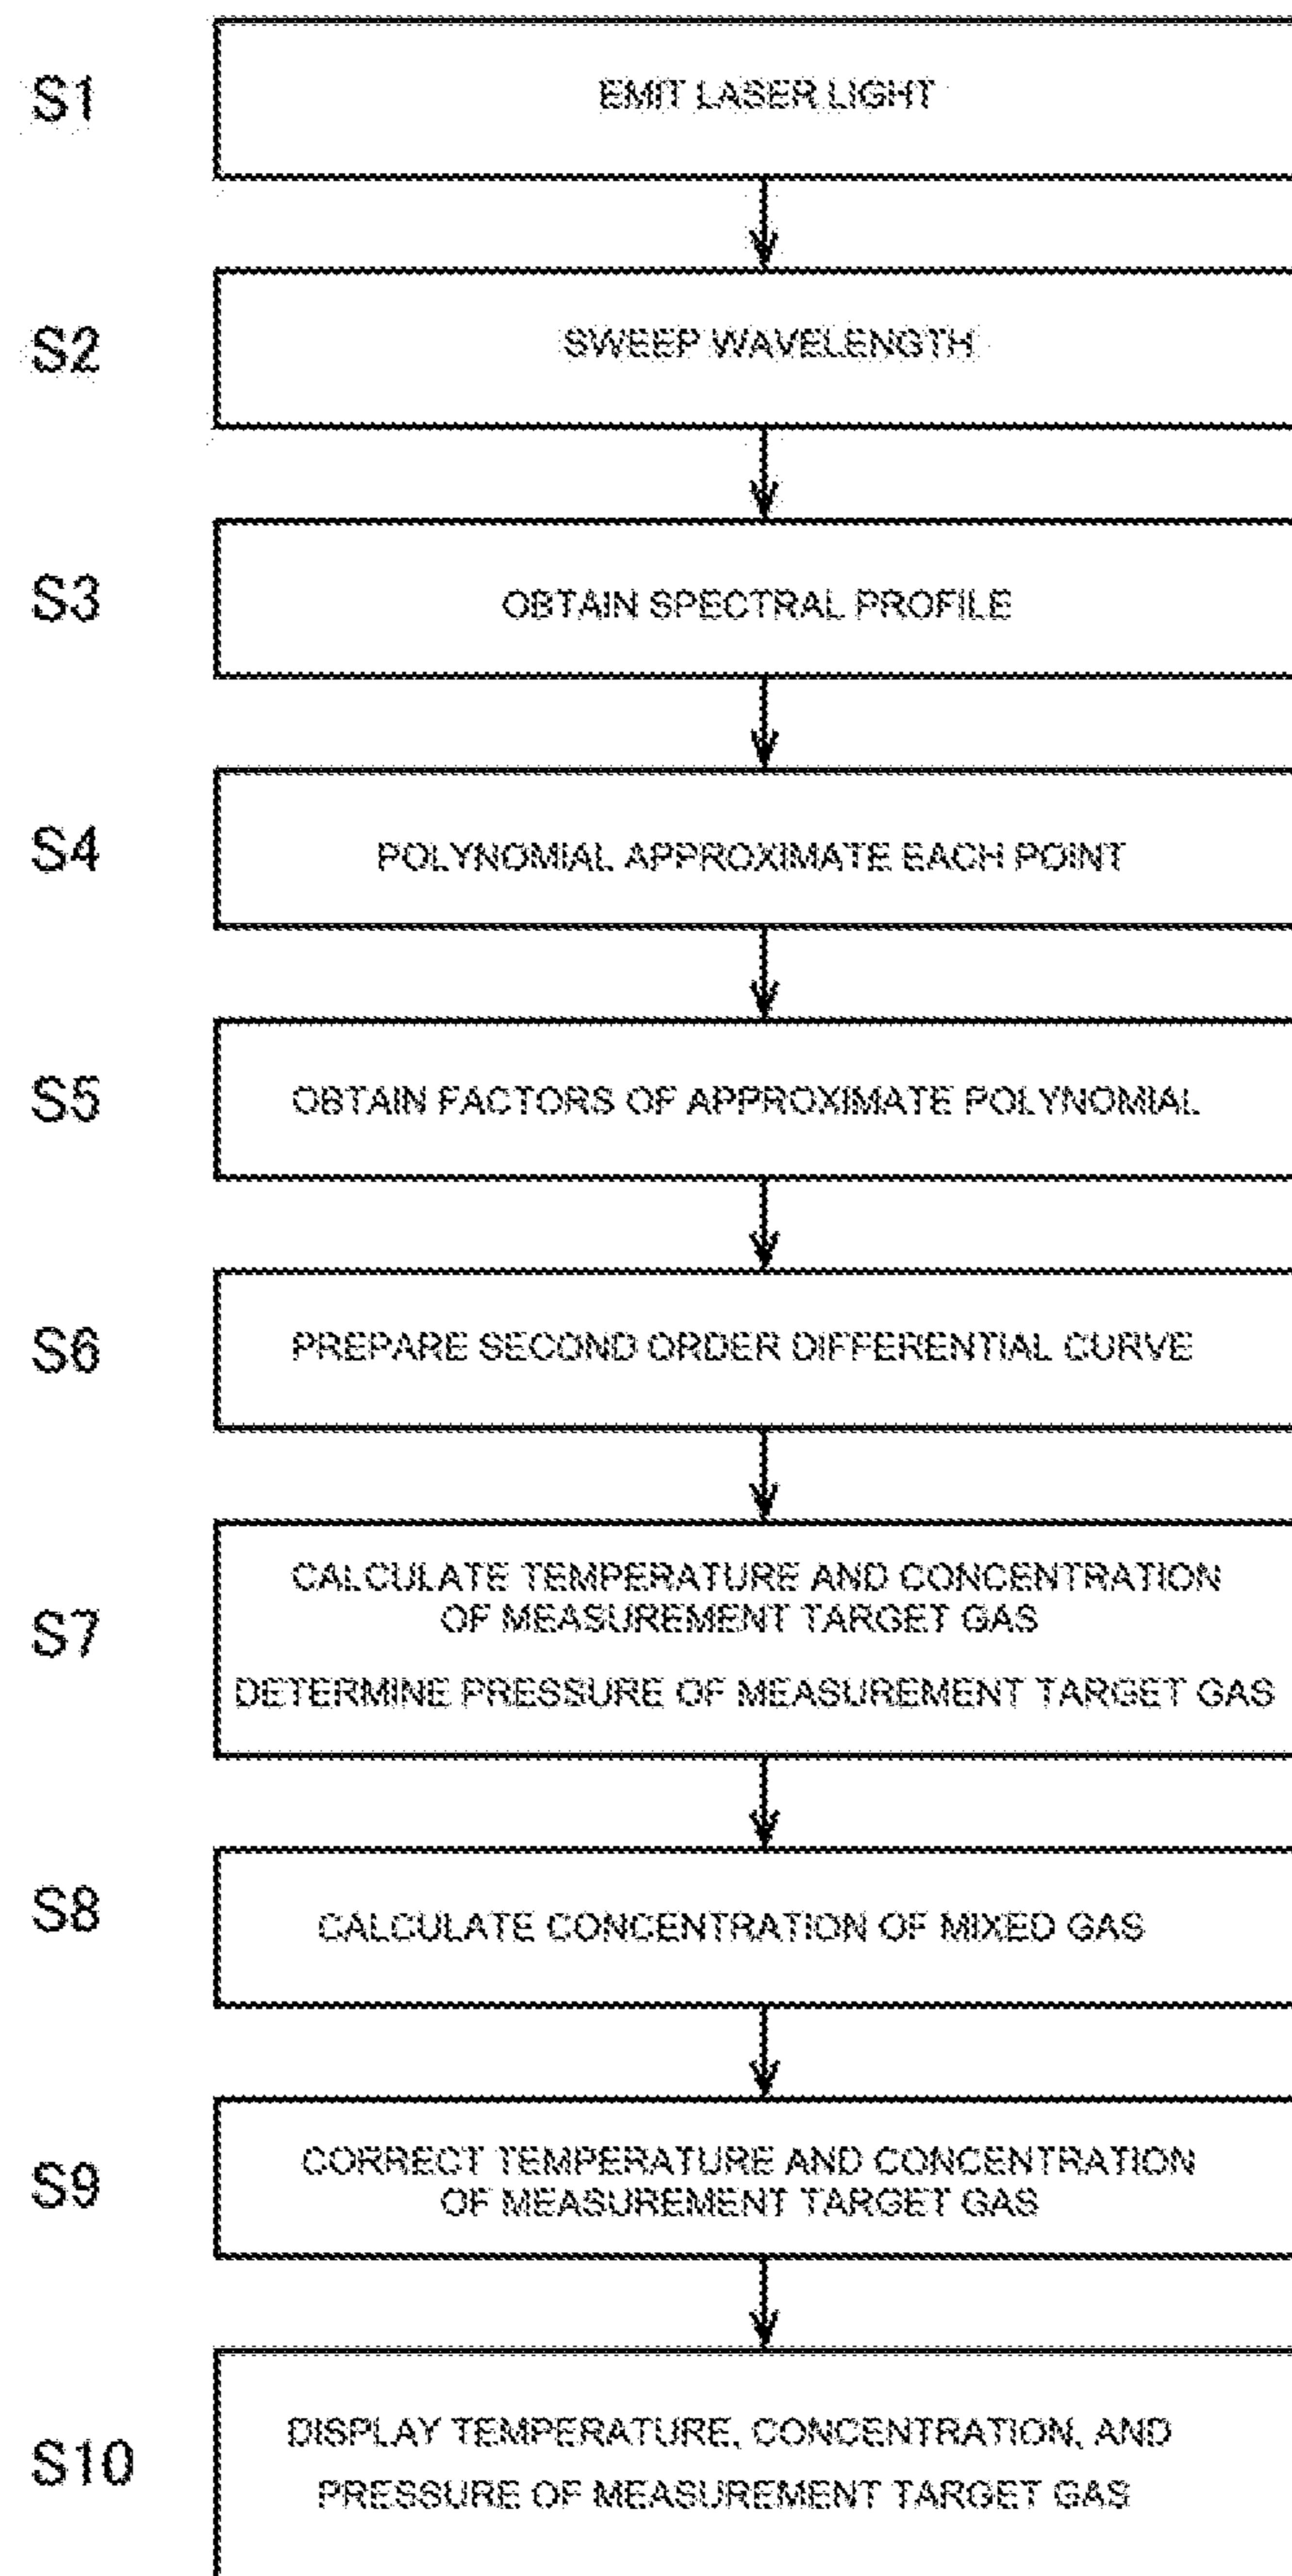 S1
EMIT LASER LIGHT
S2
SWEEP WAVELENGTH
S3
OBTAIN SPECTRAL PROFILE
S4
POLYNOMIAL APPROXIMATE EACH POINT
S5
OBTAIN FACTORS OF APPROXIMATE POLYNOMIAL
S6
PREPARE SECOND ORDER DIFFERENTIAL CURVE
S7
CALCULATE TEMPERATURE AND CONCENTRATION
OF MEASUREMENT TARGET GAS
DETERMINE PRESSURE OF MEASUREMENT TARGET GAS
S8
CALCULATE CONCENTRATION OF MIXED GAS
S9
CORRECT TEMPERATURE AND CONCENTRATION
OF MEASUREMENT TARGET GAS
S10
DISPLAY TEMPERATURE, CONCENTRATION, AND
PRESSURE OF MEASUREMENT TARGET GAS